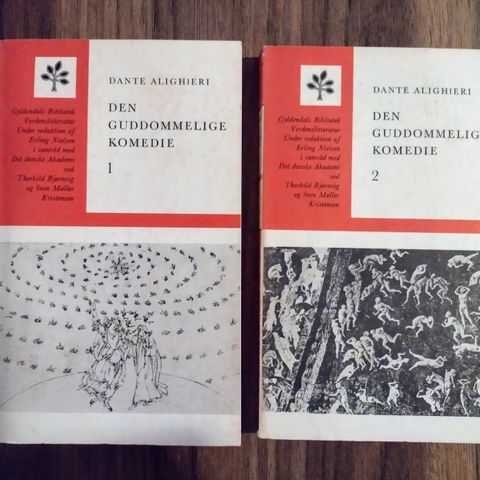 Gyldendals Bibliotek
Verdenslitteratur
Under redaktion af
Erling Nielsen
i samråd med
Det danske Akademi
ved
Thorkild Bjørnvig
og Sven Møller
Kristensen
DANTE ALIGHIERI
DEN
GUDDOMMELIGE
KOMEDIE
1
Gyldendals Bibliotek
Verdenslitteratur
Under redaktion af
Erling Nielsen
i samråd med
Det danske Akademi
ved
Thorkild Bjørnvig
og Sven Møller
Kristensen
DANTE ALIGHIERI
DEN
GUDDOMMELIG
KOMEDIE
2